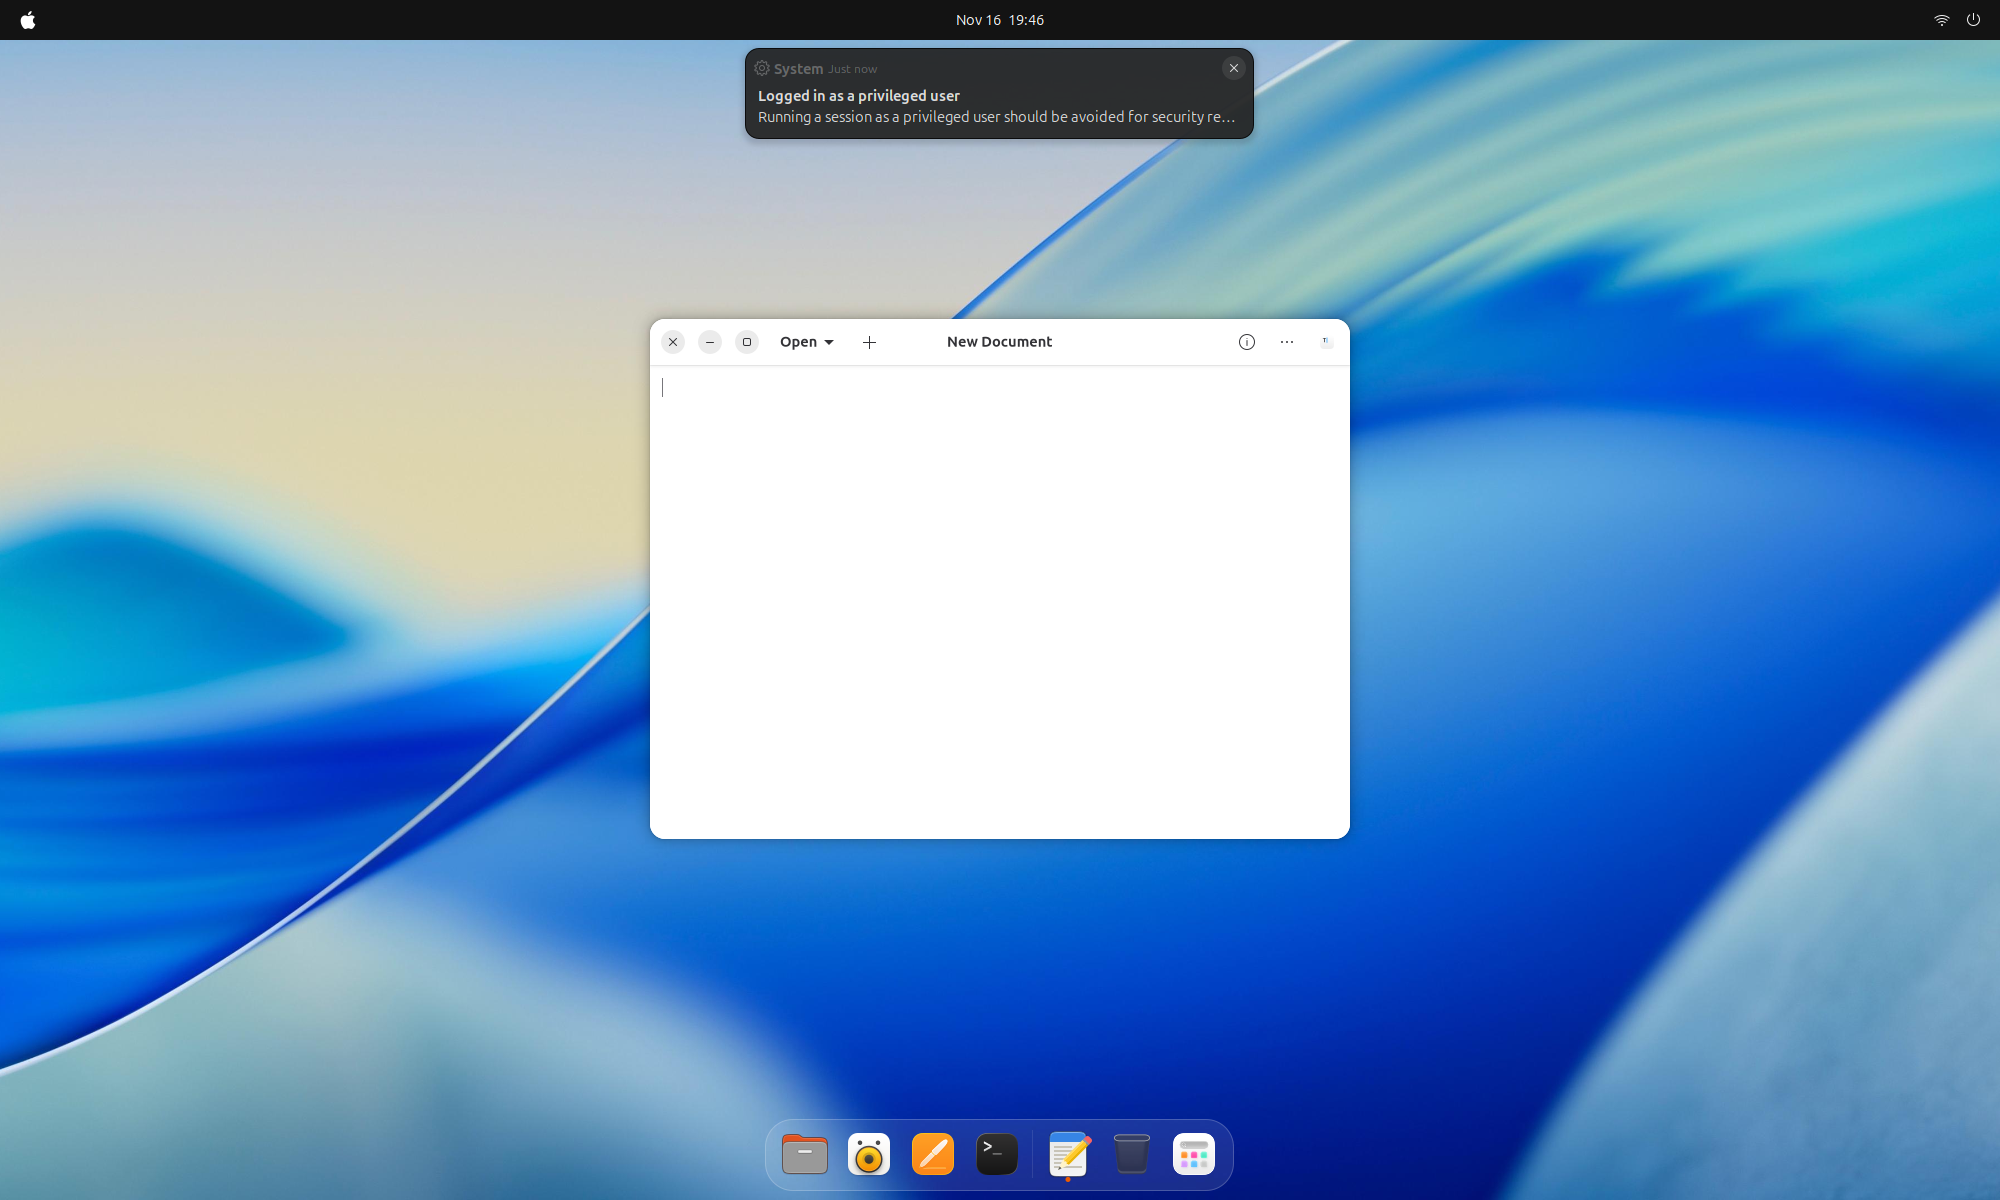 Nov 16 19:46
System Just now
Logged in as a privileged user
Running a session as a privileged user should be avoided for security re…
Open
New Document